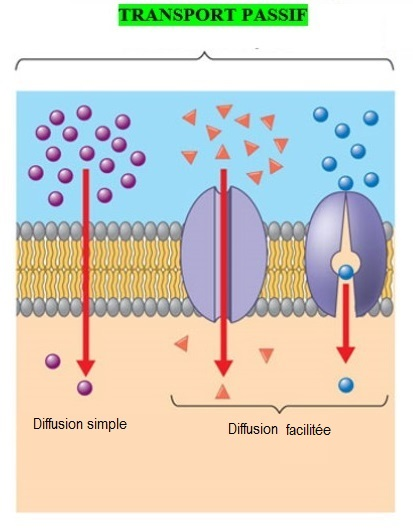 TRANSPORT PASSIF
Diffusion simple
Diffusion facilitée